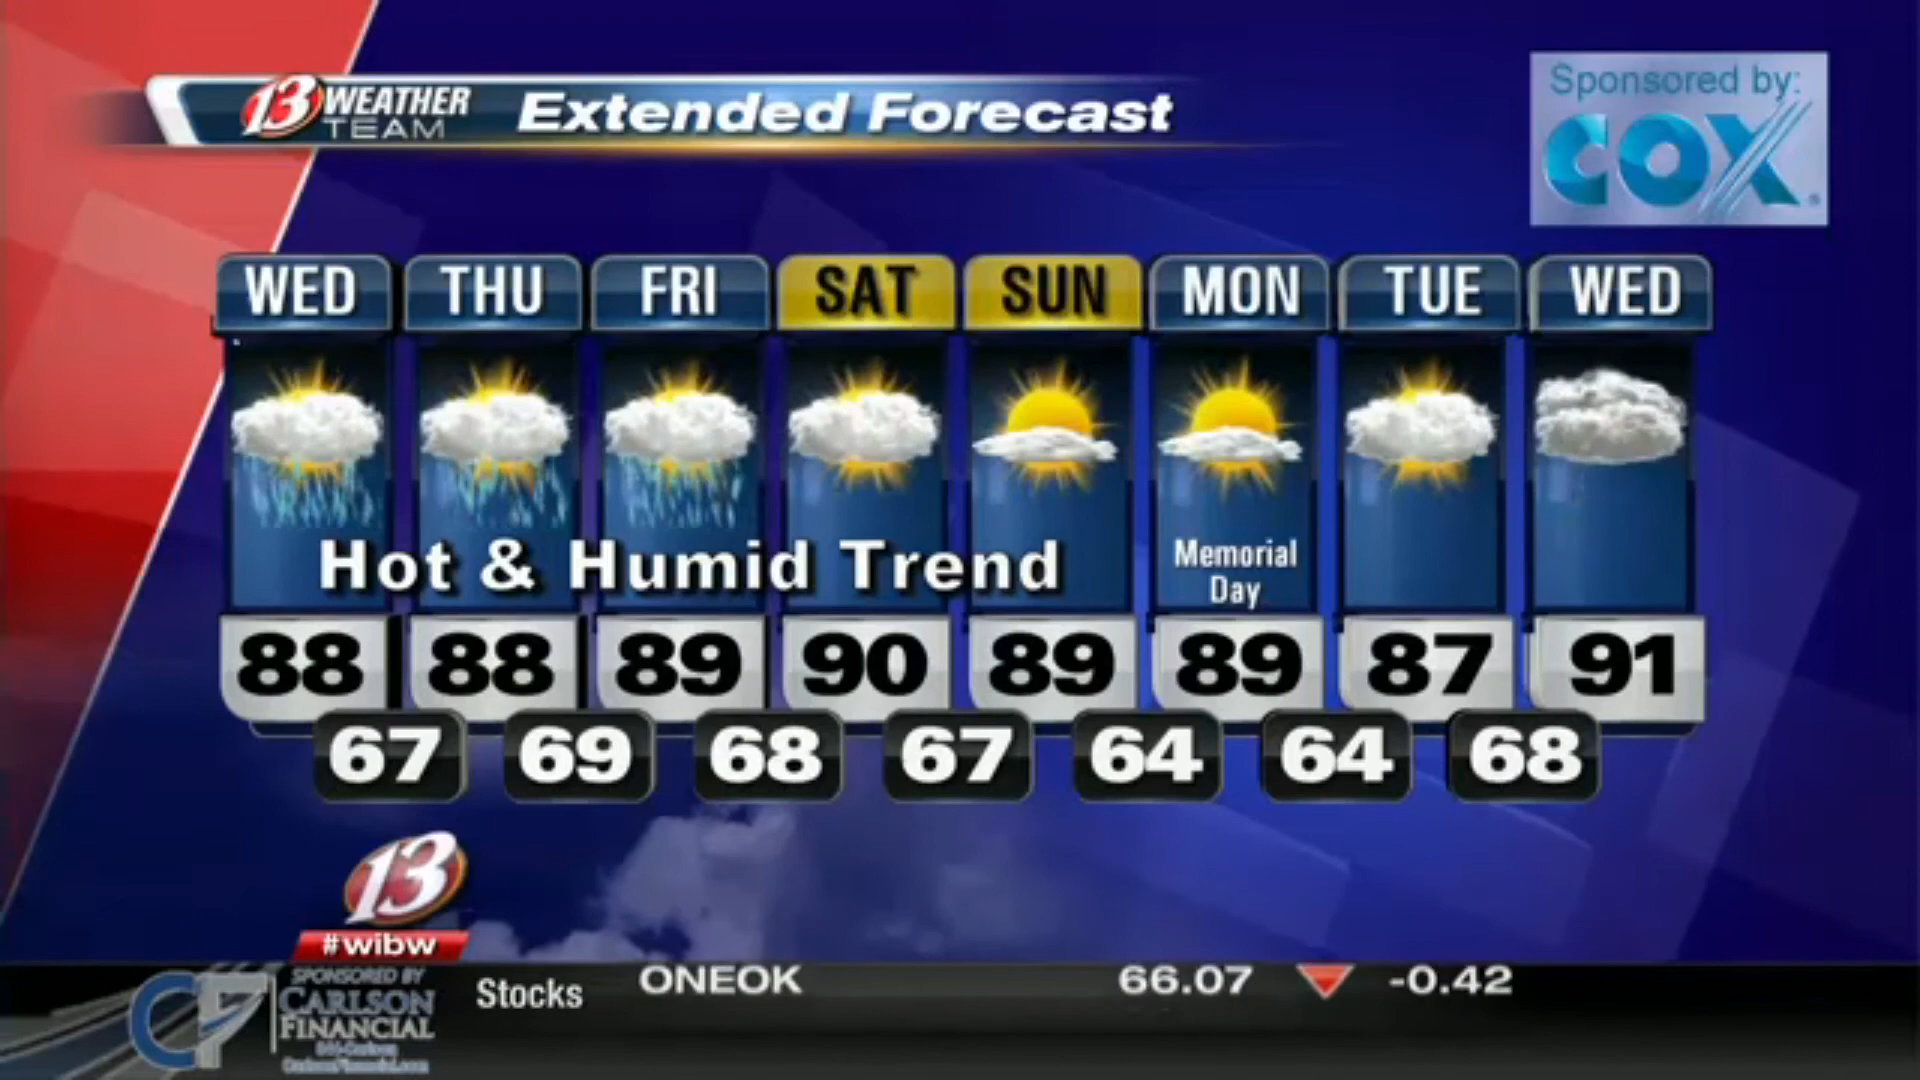 13 WEATHER TEAM
Extended Forecast
Sponsored by:
COX
WED THU FRI SAT SUN MON TUE WED
Hot & Humid Trend
Memorial
Day
88 88 89 90 89 89 87 91
67 69 68 67 64 64 68
13
#wibw
SPONSORED BY
CARLSON
FINANCIAL
CF
Stocks
ONEOK 66.07 -0.42